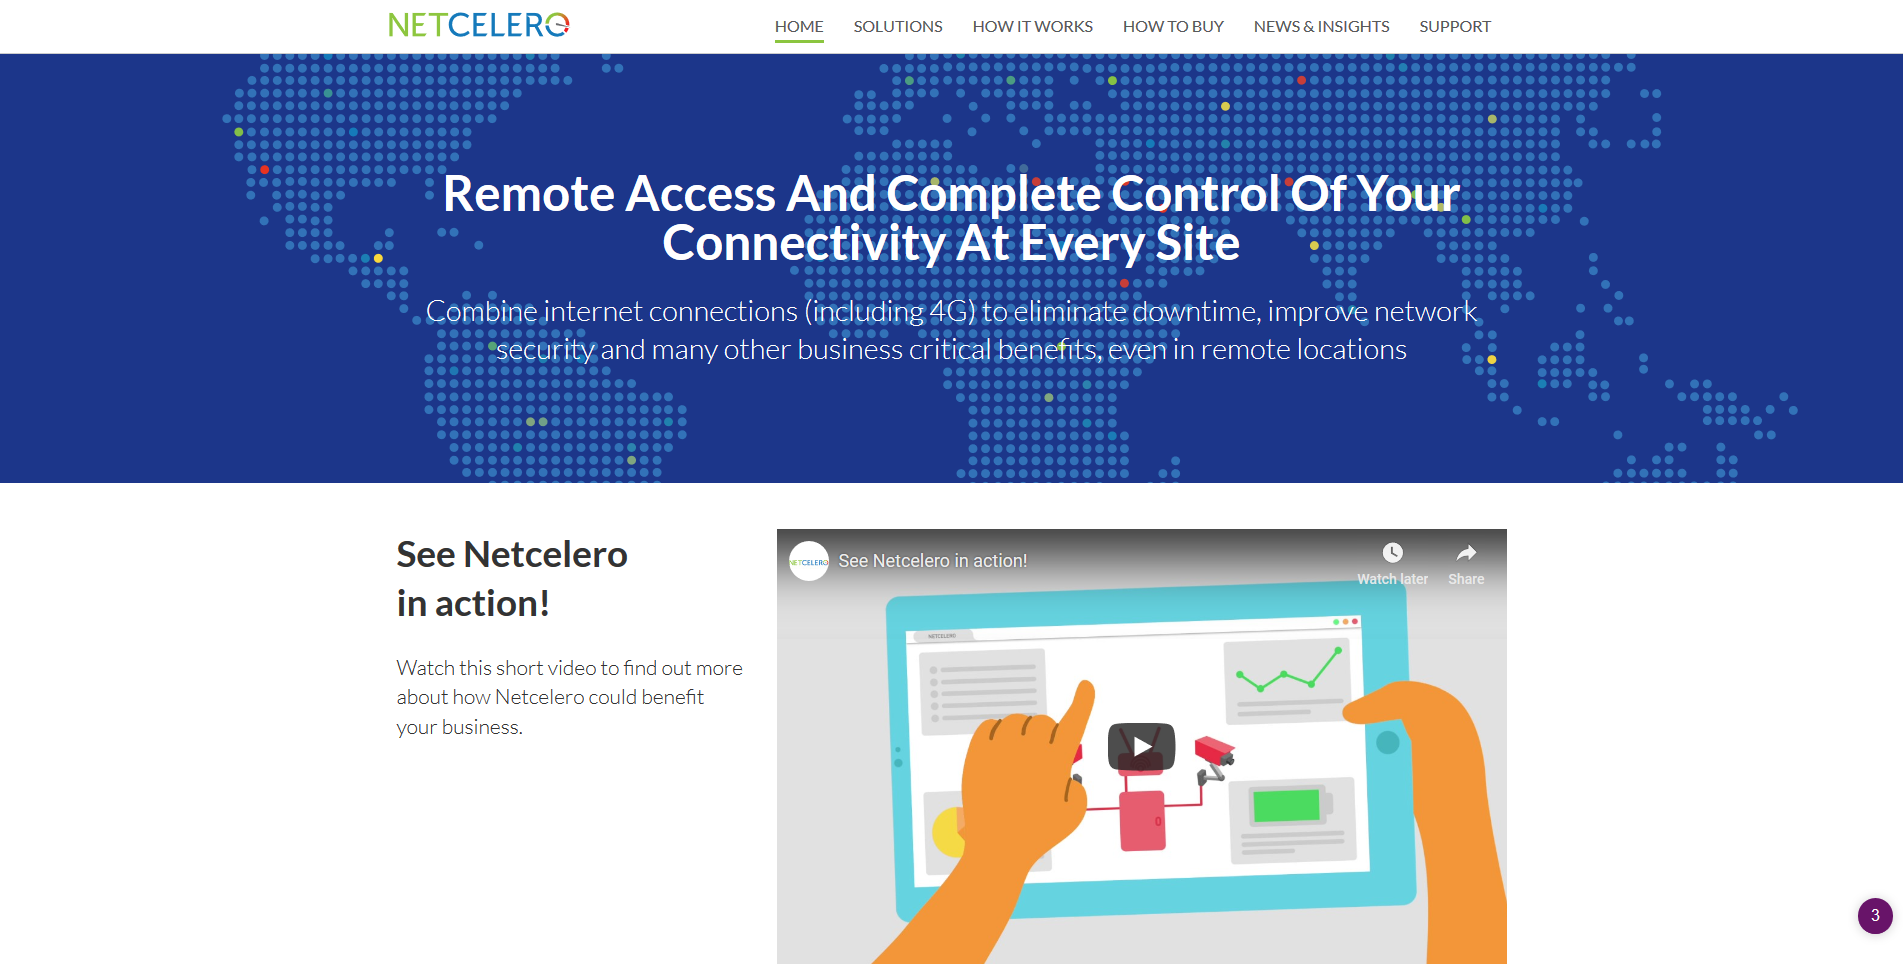 NETCELERO
HOME SOLUTIONS HOW IT WORKS HOW TO BUY NEWS & INSIGHTS SUPPORT
Remote Access And Complete Control Of Your
Connectivity At Every Site
Combine internet connections (including 4G) to eliminate downtime, improve network
security and many other business critical benefits, even in remote locations
See Netcelero
in action!
Watch this short video to find out more
about how Netcelero could benefit
your business.
NETCELERO
See Netcelero in action!
Watch later
Share
NETCELERO
3